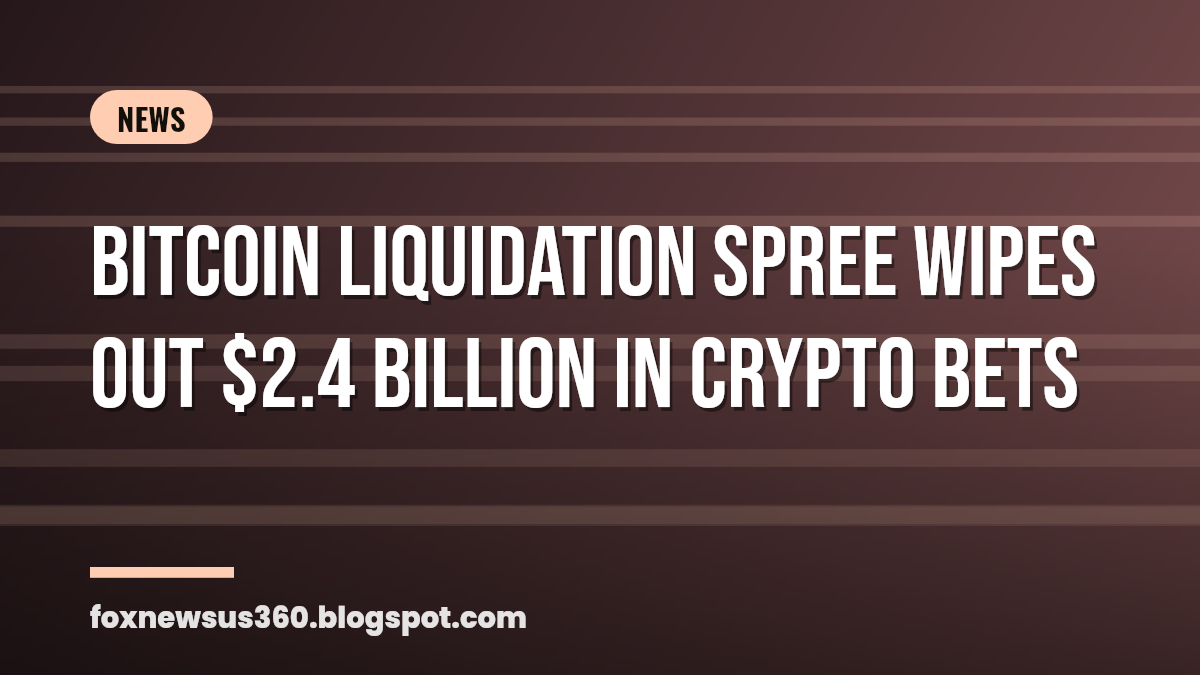 NEWS
BITCOIN LIQUIDATION SPREE WIPES
OUT $2.4 BILLION IN CRYPTO BETS
foxnewsus360.blogspot.com